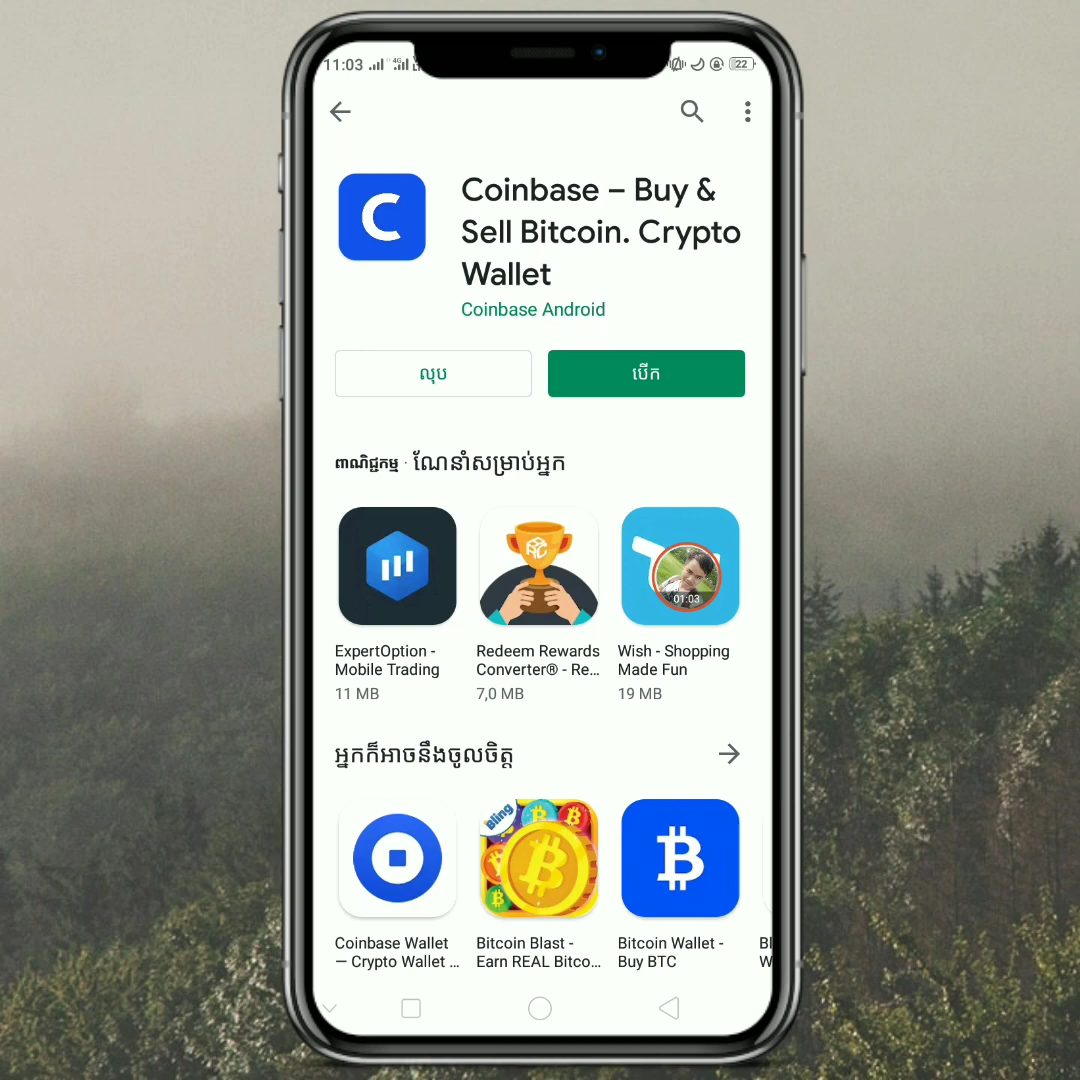 11:03
4G
22
Coinbase – Buy &
Sell Bitcoin. Crypto
Wallet
Coinbase Android
លុប
បើក
ពាណិជ្ជកម្ម · ណែនាំសម្រាប់អ្នក
01:03
ExpertOption -
Mobile Trading
11 MB
Redeem Rewards
Converter® - Re...
7,0 MB
Wish - Shopping
Made Fun
19 MB
អ្នកក៏អាចនឹងចូលចិត្ត
Bling
Coinbase Wallet
— Crypto Wallet ...
Bitcoin Blast -
Earn REAL Bitco...
Bitcoin Wallet -
Buy BTC
Bl
W